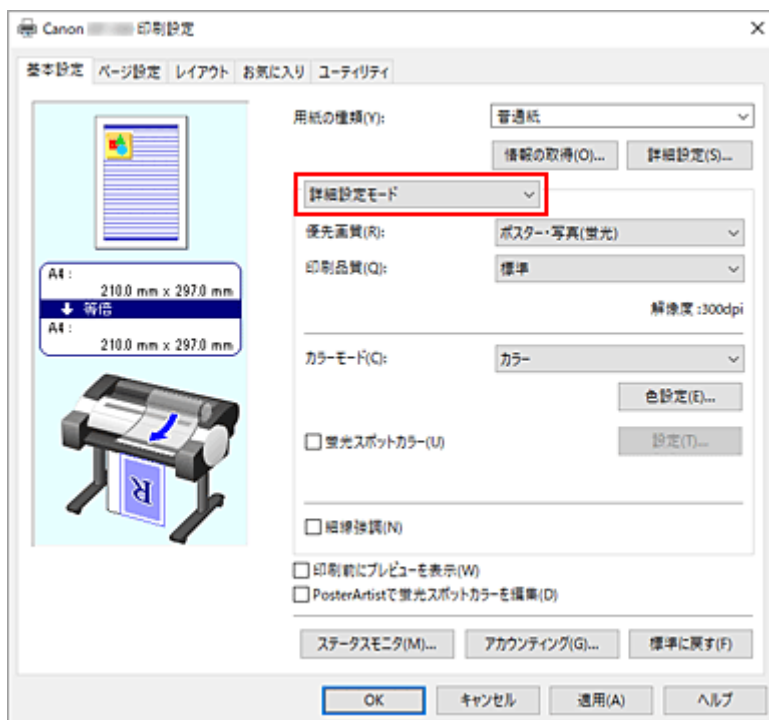 Canon 印刷設定
基本設定 ページ設定 レイアウト お気に入り ユーティリティ
用紙の種類(Y): 普通紙
情報の取得(O)... 詳細設定(S)...
詳細設定モード
優先画質(R): ポスター・写真(蛍光)
印刷品質(Q): 標準
解像度 :300dpi
A4 :
210.0 mm x 297.0 mm
等倍
A4 :
210.0 mm x 297.0 mm
カラーモード(C): カラー
色設定(E)...
蛍光スポットカラー(U) 設定(T)...
R
細線強調(N)
印刷前にプレビューを表示(W)
PosterArtistで蛍光スポットカラーを編集(D)
ステータスモニタ(M)... アカウンティング(G)... 標準に戻す(F)
OK キャンセル 適用(A) ヘルプ